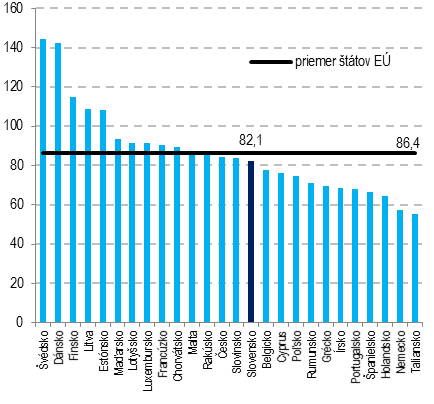 160
140
120
100
80
60
40
20
0
priemer štátov EÚ
82,1
86,4
Švédsko
Dánsko
Fínsko
Litva
Estónsko
Maďarsko
Lotyšsko
Luxembursko
Francúzko
Chorvátsko
Malta
Rakúsko
Česko
Slovinsko
Slovensko
Belgicko
Cyprus
Poľsko
Rumunsko
Grécko
Írsko
Portugalsko
Španielsko
Holandsko
Nemecko
Taliansko